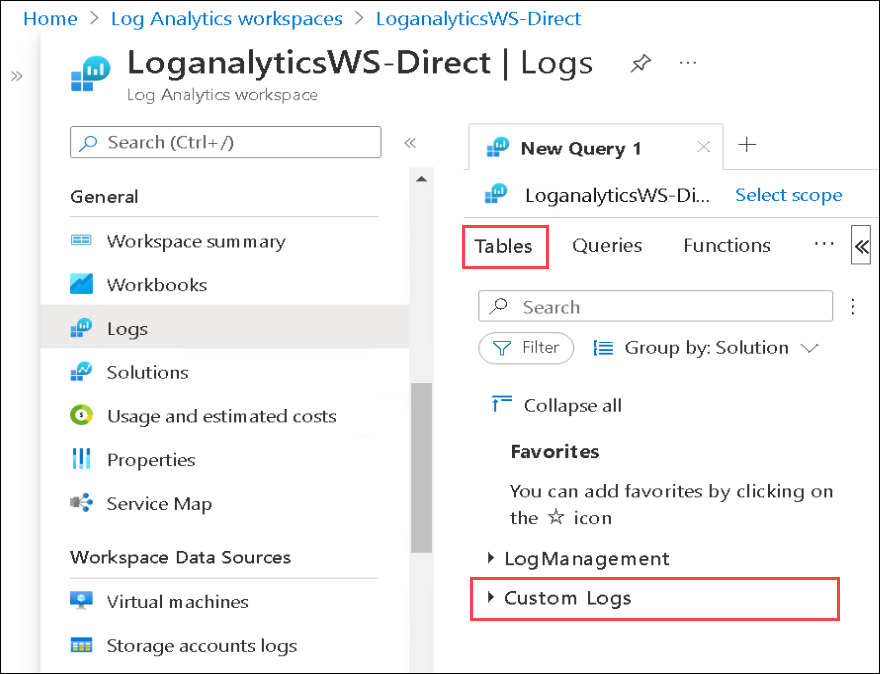 Home > Log Analytics workspaces > LoganalyticsWS-Direct
LoganalyticsWS-Direct | Logs
Log Analytics workspace
Search (Ctrl+/)
General
Workspace summary
Workbooks
Logs
Solutions
Usage and estimated costs
Properties
Service Map
Workspace Data Sources
Virtual machines
Storage accounts logs
New Query 1
LoganalyticsWS-Di... Select scope
Tables Queries Functions
Search
Filter Group by: Solution
Collapse all
Favorites
You can add favorites by clicking on
the ☆ icon
LogManagement
Custom Logs